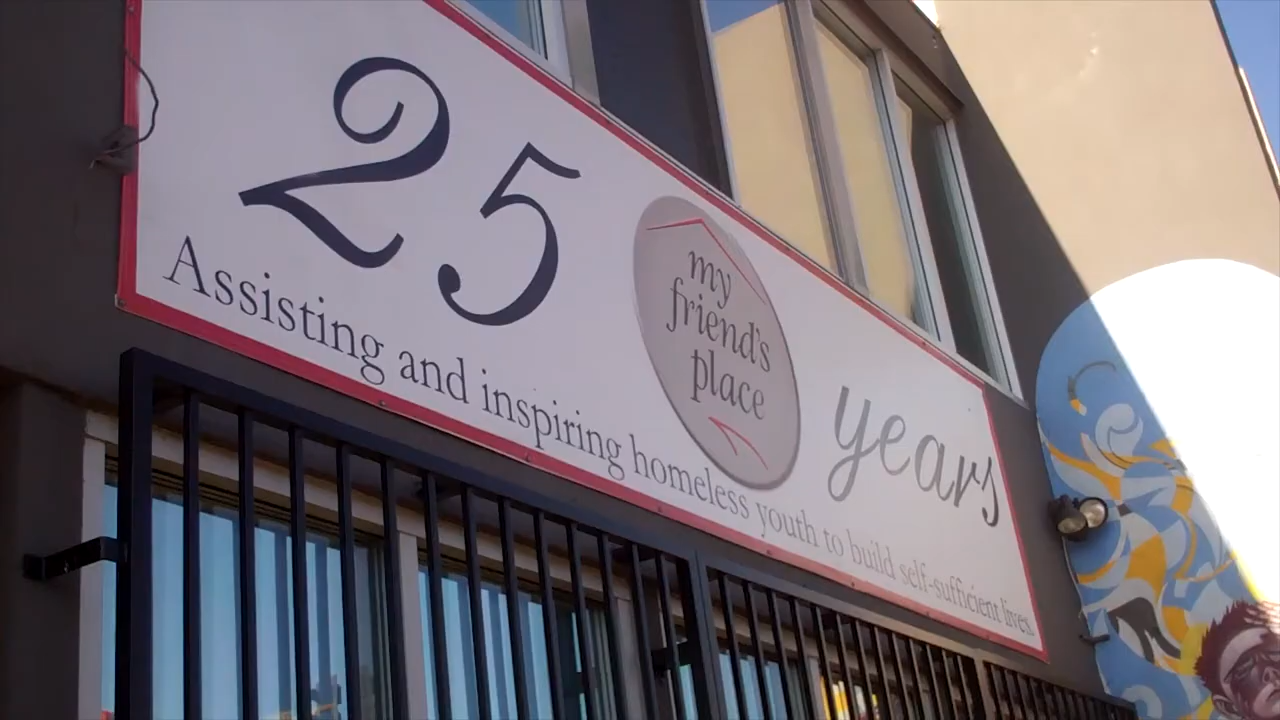 25
my
friend's
place
years
Assisting and inspiring homeless youth to build self-sufficient lives.